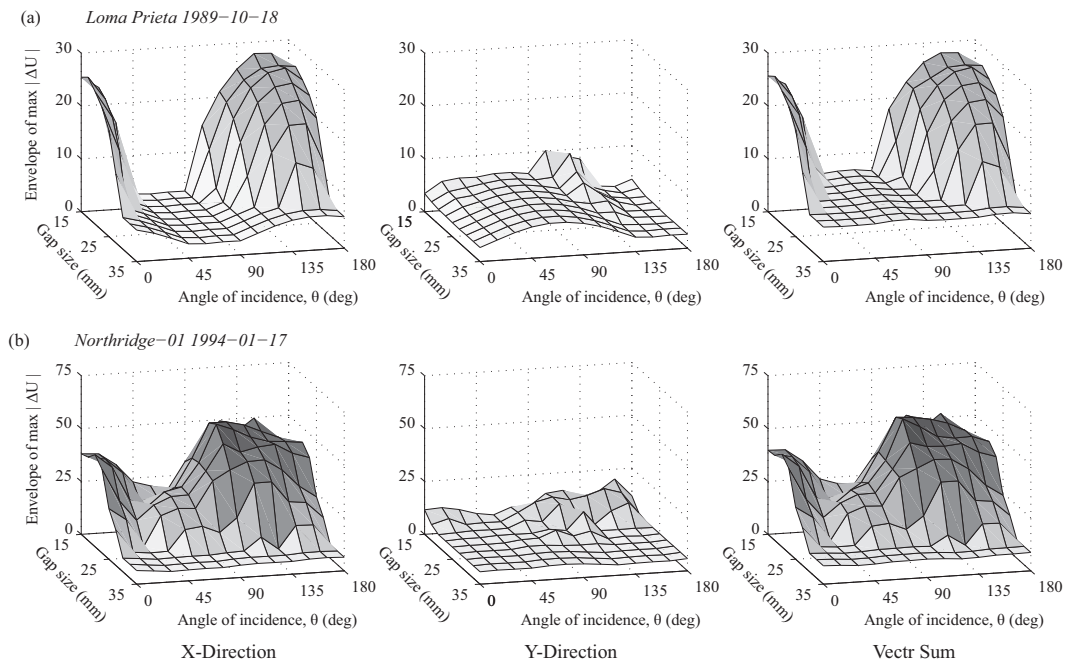 (a) Loma Prieta 1989−10−18
Envelope of max | ΔU |
30
20
10
0
15
25
35
Gap size (mm)
0 45 90 135 180
Angle of incidence, θ (deg)
30
20
10
0
15
25
35
Gap size (mm)
0 45 90 135 180
Angle of incidence, θ (deg)
30
20
10
0
15
25
35
Gap size (mm)
0 45 90 135 180
Angle of incidence, θ (deg)
(b) Northridge−01 1994−01−17
Envelope of max | ΔU |
75
50
25
0
15
25
35
Gap size (mm)
0 45 90 135 180
Angle of incidence, θ (deg)
X-Direction
75
50
25
0
15
25
35
Gap size (mm)
0 45 90 135 180
Angle of incidence, θ (deg)
Y-Direction
75
50
25
0
15
25
35
Gap size (mm)
0 45 90 135 180
Angle of incidence, θ (deg)
Vectr Sum